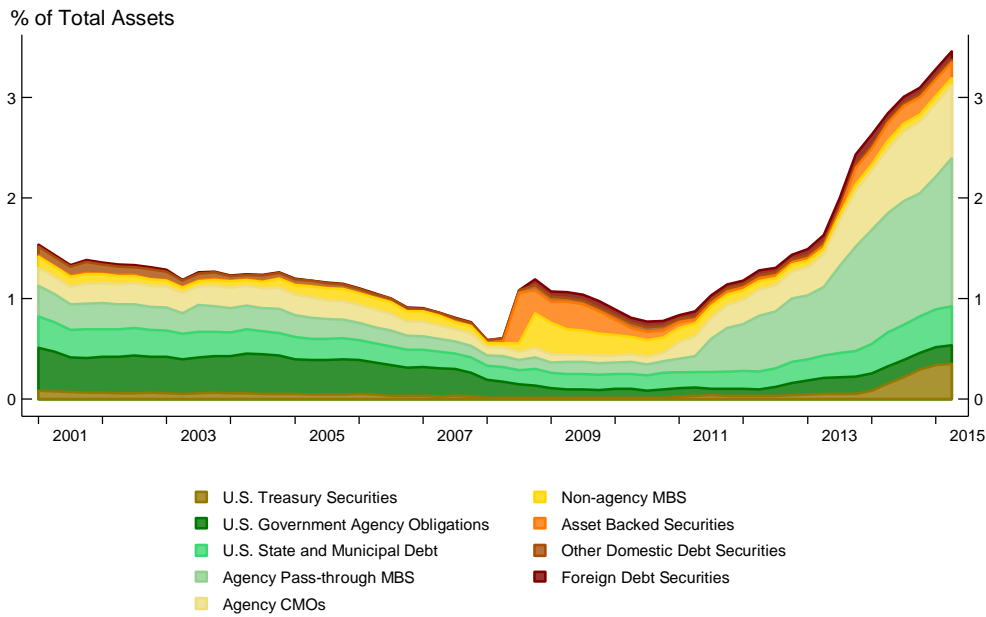 % of Total Assets
3 3
2 2
1 1
0 0
2001 2003 2005 2007 2009 2011 2013 2015
U.S. Treasury Securities
U.S. Government Agency Obligations
U.S. State and Municipal Debt
Agency Pass-through MBS
Agency CMOs
Non-agency MBS
Asset Backed Securities
Other Domestic Debt Securities
Foreign Debt Securities